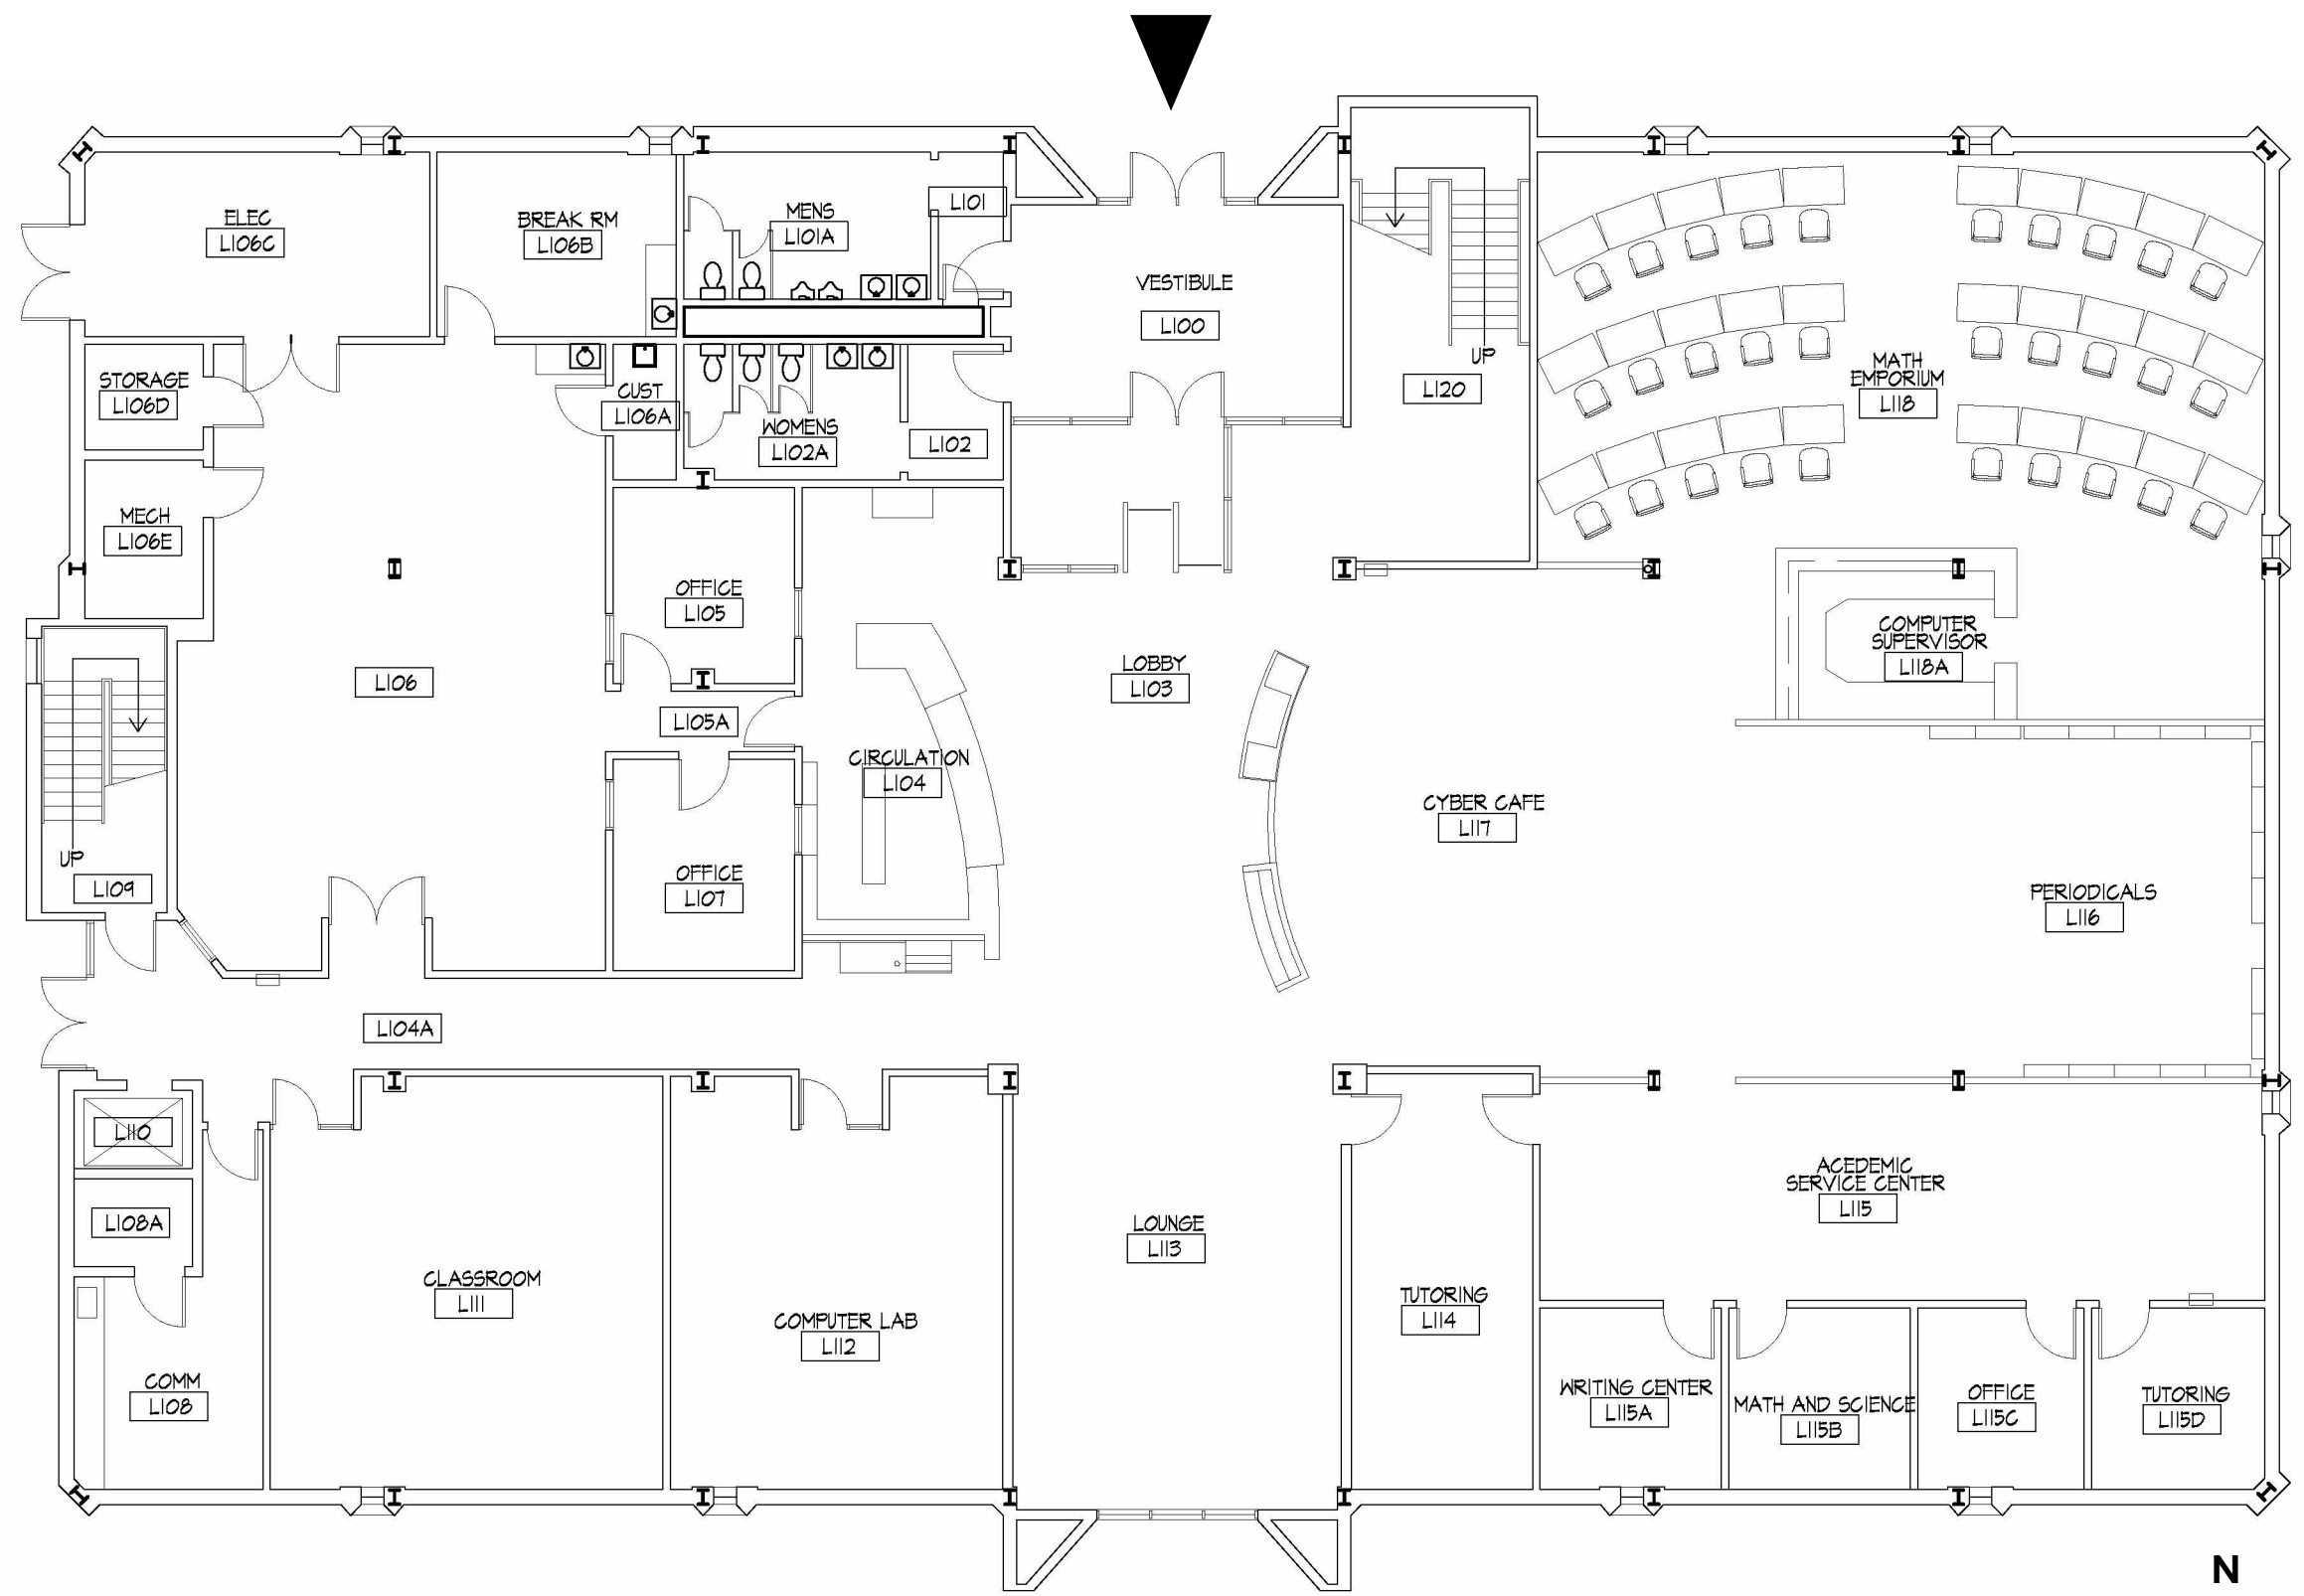 ELEC
L106C
BREAK RM
L106B
MENS
L101A
L101
VESTIBULE
L100
UP
L120
MATH
EMPORIUM
L118
STORAGE
L106D
CUST
L106A
WOMENS
L102A
L102
MECH
L106E
OFFICE
L105
L106
L105A
LOBBY
L103
COMPUTER
SUPERVISOR
L118A
CIRCULATION
L104
CYBER CAFE
L117
UP
L109
OFFICE
L107
PERIODICALS
L116
L104A
L110
L108A
ACEDEMIC
SERVICE CENTER
L115
LOUNGE
L113
CLASSROOM
L111
COMPUTER LAB
L112
TUTORING
L114
COMM
L108
WRITING CENTER
L115A
MATH AND SCIENCE
L115B
OFFICE
L115C
TUTORING
L115D
N